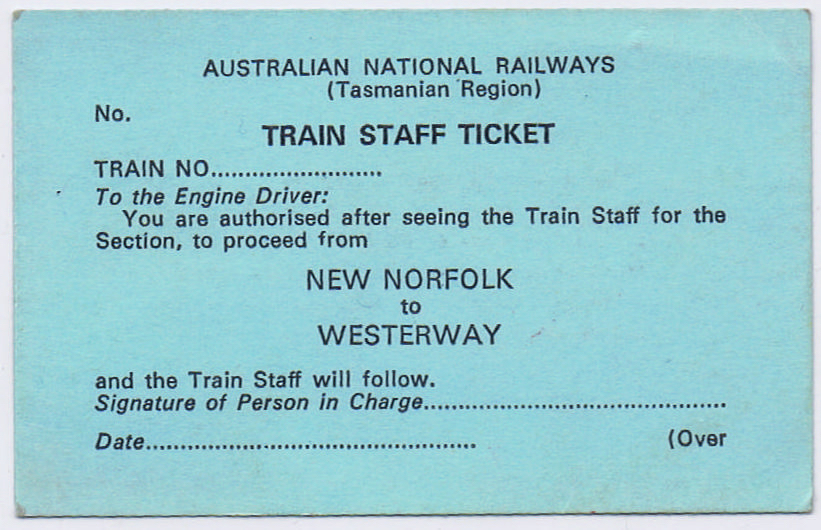 AUSTRALIAN NATIONAL RAILWAYS
(Tasmanian Region)
No.
TRAIN STAFF TICKET
TRAIN NO.........................
To the Engine Driver:
You are authorised after seeing the Train Staff for the
Section, to proceed from
NEW NORFOLK
to
WESTERWAY
and the Train Staff will follow.
Signature of Person in Charge.............................................
Date.................................................
(Over